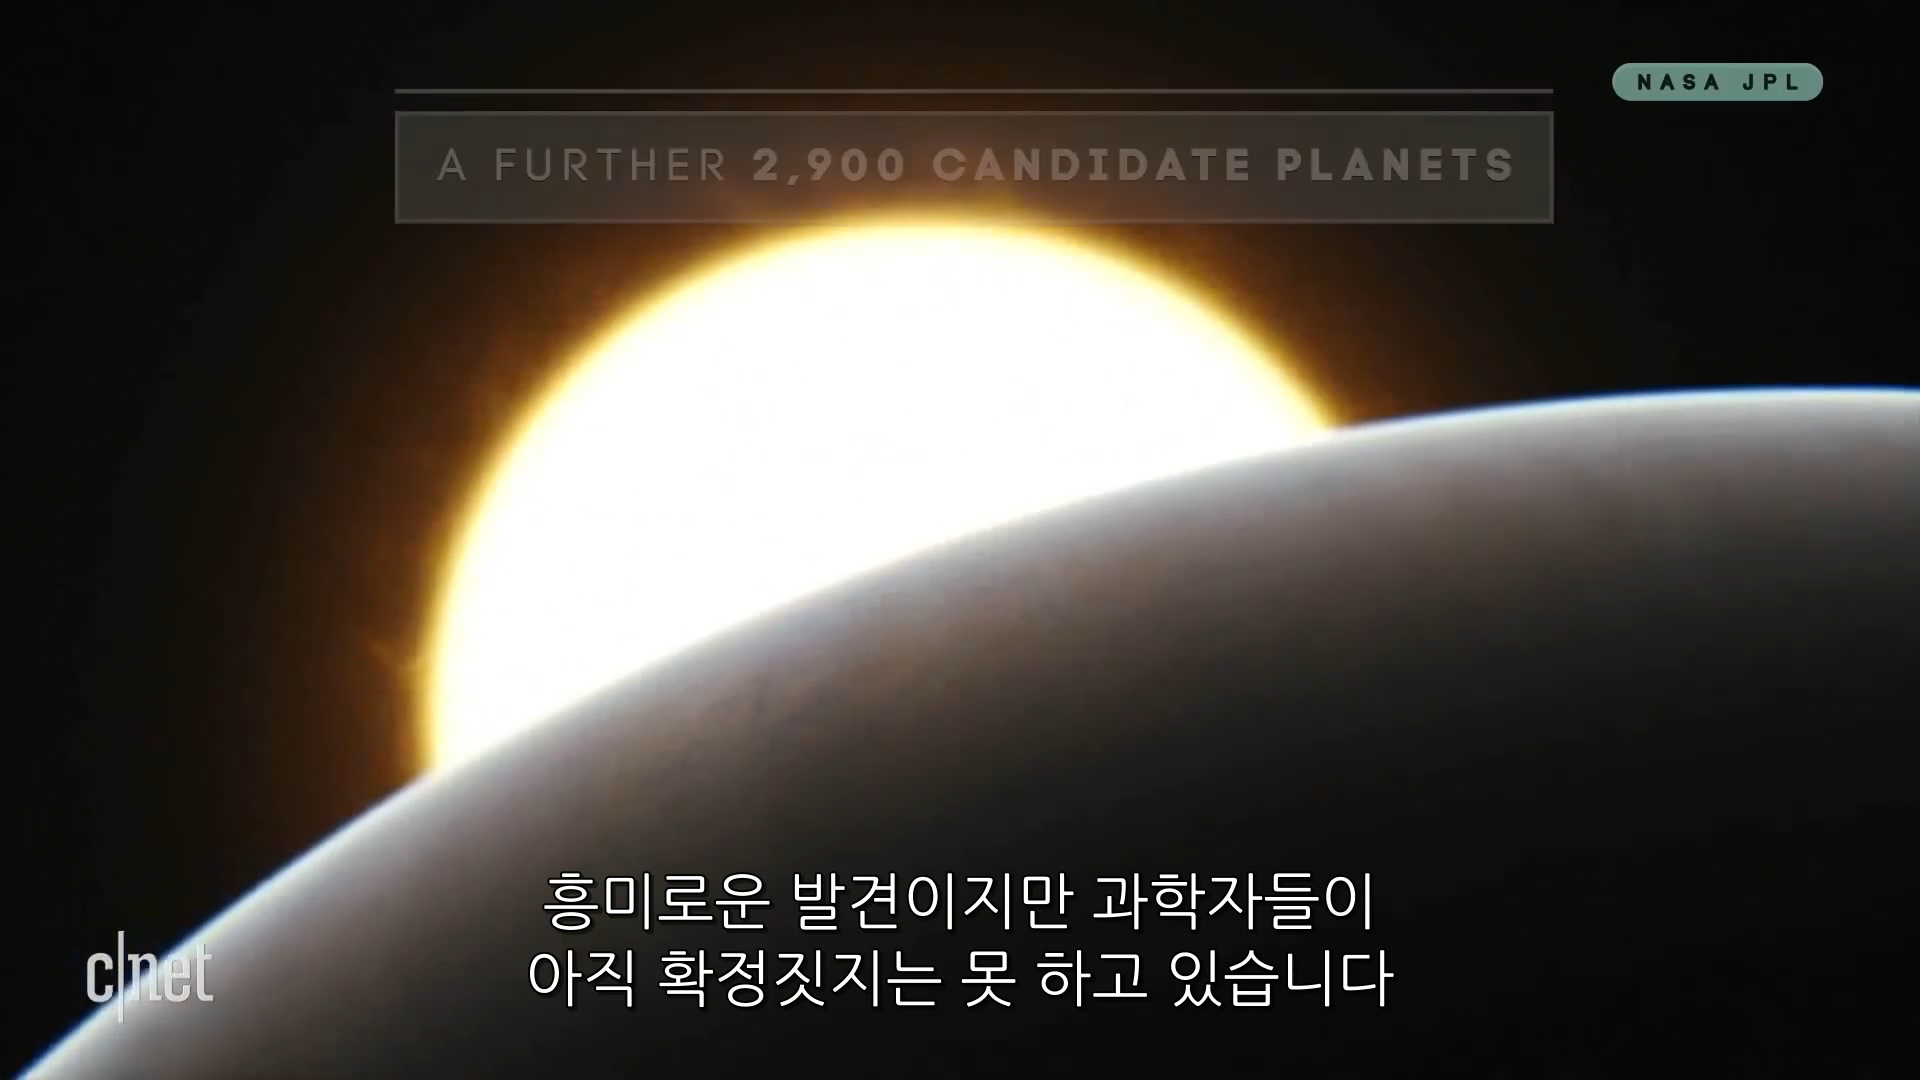 NASA JPL
A FURTHER 2,900 CANDIDATE PLANETS
흥미로운 발견이지만 과학자들이
아직 확정짓지는 못 하고 있습니다
c|net